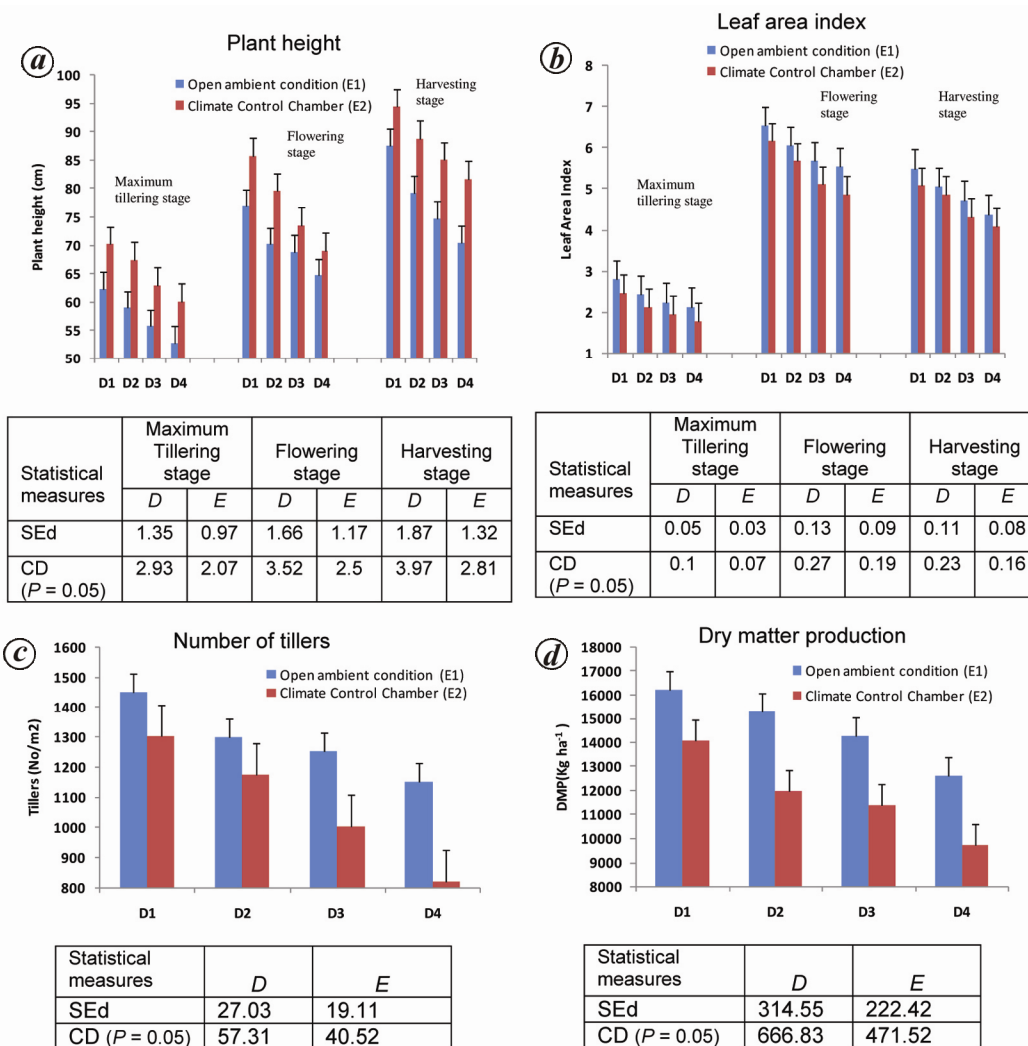 a
Plant height
Open ambient condition (E1)
Climate Control Chamber (E2)
Harvesting
stage
Flowering
stage
Maximum
tillering stage
Plant height (cm)
100
95
90
85
80
75
70
65
60
55
50
D1 D2 D3 D4 D1 D2 D3 D4 D1 D2 D3 D4
Statistical measures
Maximum Tillering stage
Flowering stage
Harvesting stage
D E D E D E
SEd 1.35 0.97 1.66 1.17 1.87 1.32
CD (P = 0.05) 2.93 2.07 3.52 2.5 3.97 2.81
b
Leaf area index
Open ambient condition (E1)
Climate Control Chamber (E2)
Flowering
stage
Harvesting
stage
Maximum
tillering stage
Leaf Area Index
8
7
6
5
4
3
2
1
D1 D2 D3 D4 D1 D2 D3 D4 D1 D2 D3 D4
Statistical measures
Maximum Tillering stage
Flowering stage
Harvesting stage
D E D E D E
SEd 0.05 0.03 0.13 0.09 0.11 0.08
CD (P = 0.05) 0.1 0.07 0.27 0.19 0.23 0.16
c
Number of tillers
Open ambient condition (E1)
Climate Control Chamber (E2)
Tillers (No/m2)
1600
1500
1400
1300
1200
1100
1000
900
800
D1 D2 D3 D4
Statistical measures D E
SEd 27.03 19.11
CD (P = 0.05) 57.31 40.52
d
Dry matter production
Open ambient condition (E1)
Climate Control Chamber (E2)
DMP(Kg ha⁻¹ )
18000
17000
16000
15000
14000
13000
12000
11000
10000
9000
8000
D1 D2 D3 D4
Statistical measures D E
SEd 314.55 222.42
CD (P = 0.05) 666.83 471.52